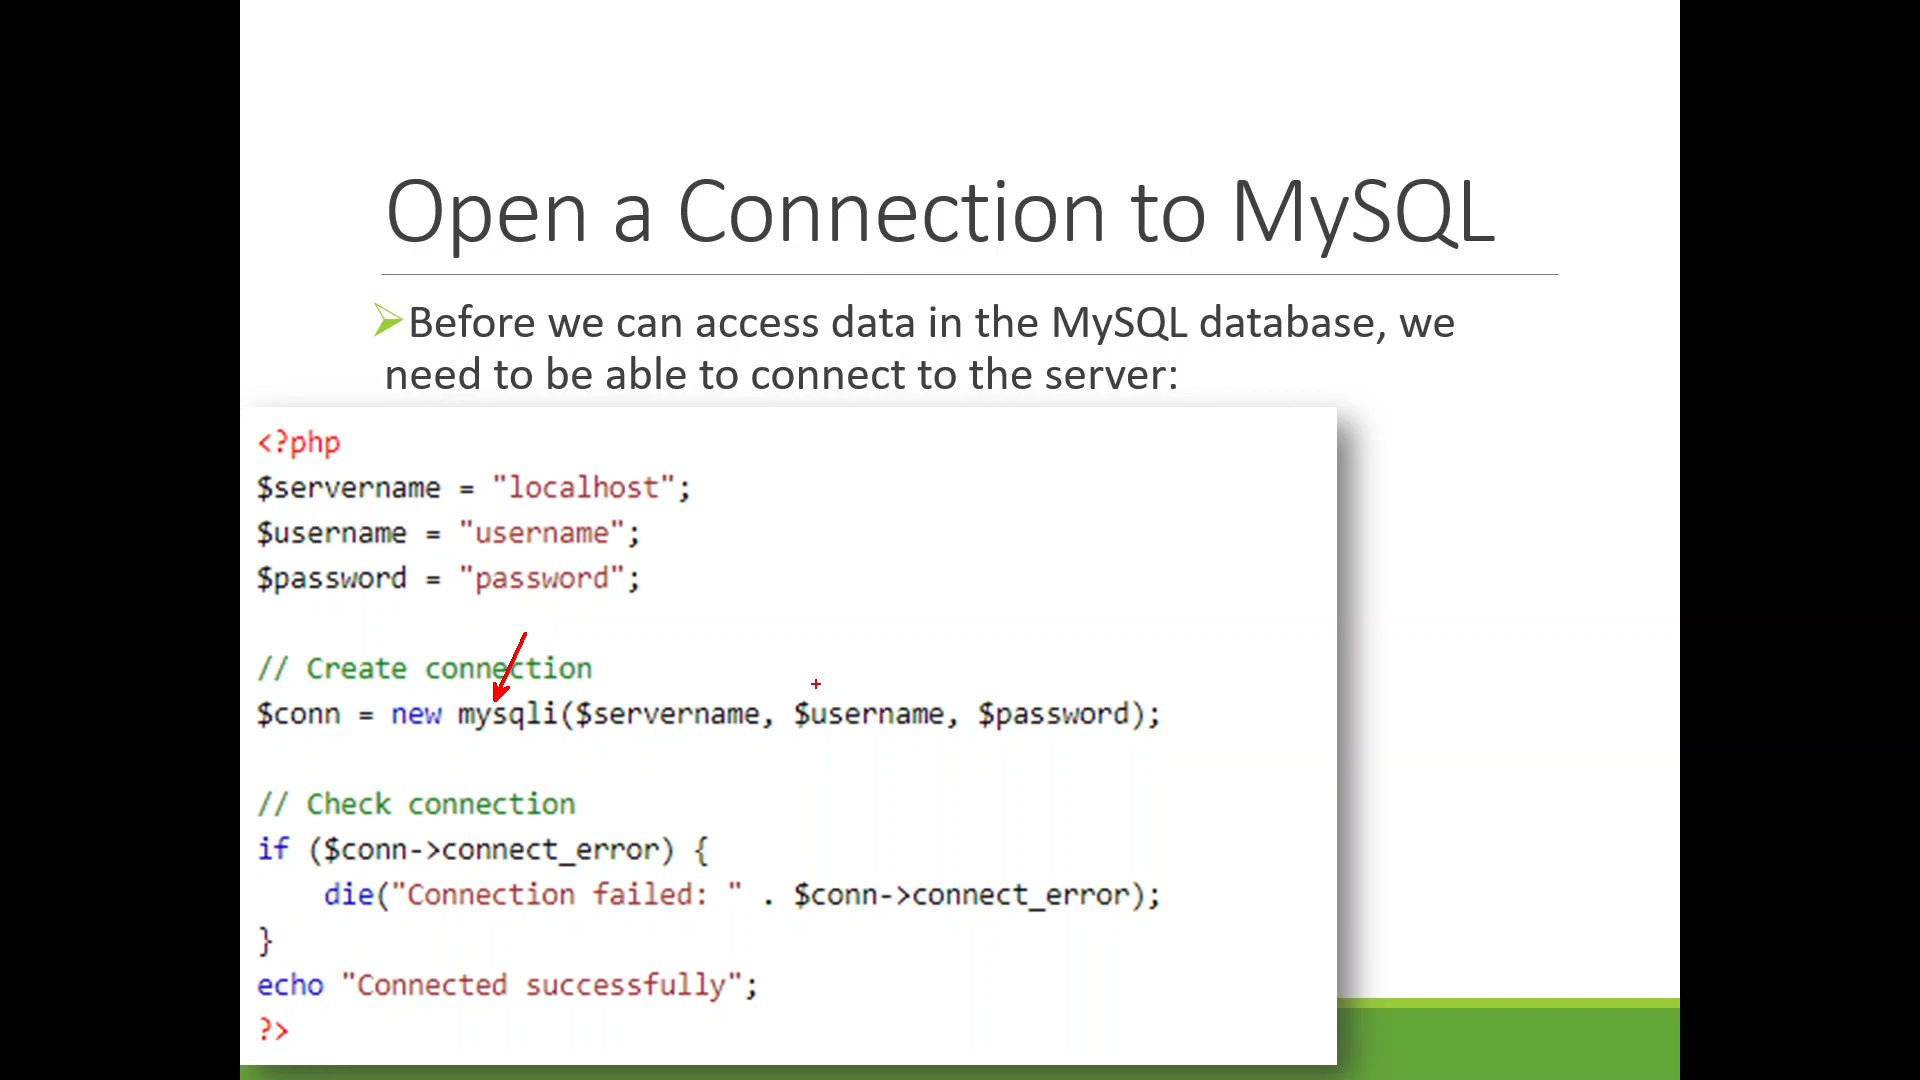 Open a Connection to MySQL
Before we can access data in the MySQL database, we
need to be able to connect to the server:
<?php
$servername = "localhost";
$username = "username";
$password = "password";
// Create connection
$conn = new mysqli($servername, $username, $password);
// Check connection
if ($conn->connect_error) {
    die("Connection failed: " . $conn->connect_error);
}
echo "Connected successfully";
?>